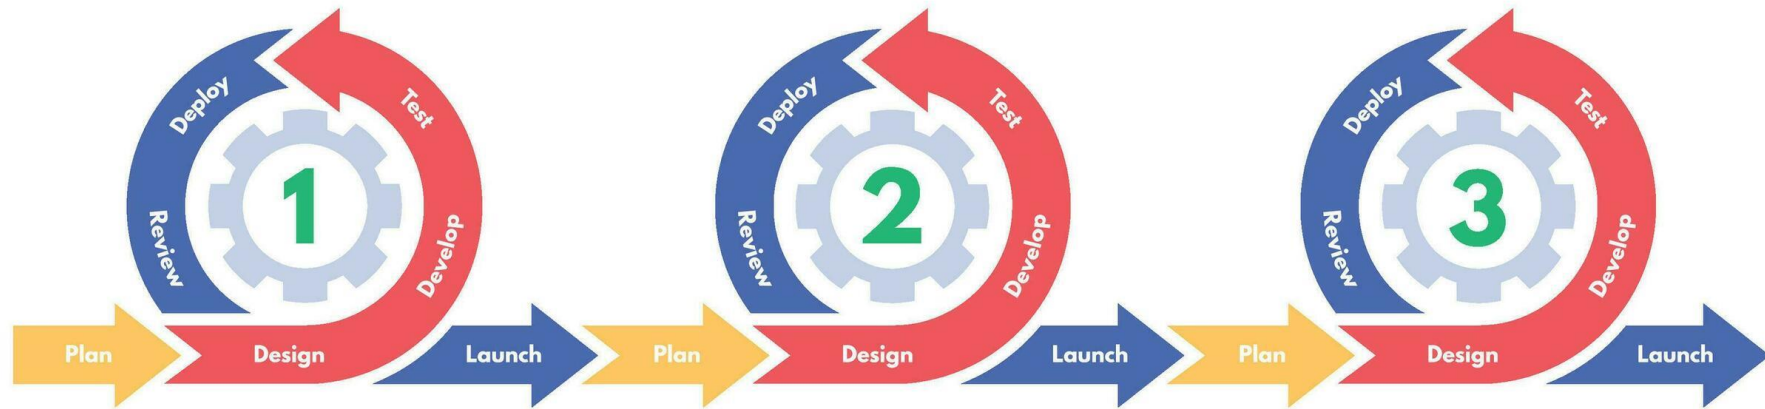 Plan
Design
Develop
Test
Deploy
Review
1
Launch
Plan
Design
Develop
Test
Deploy
Review
2
Launch
Plan
Design
Develop
Test
Deploy
Review
3
Launch